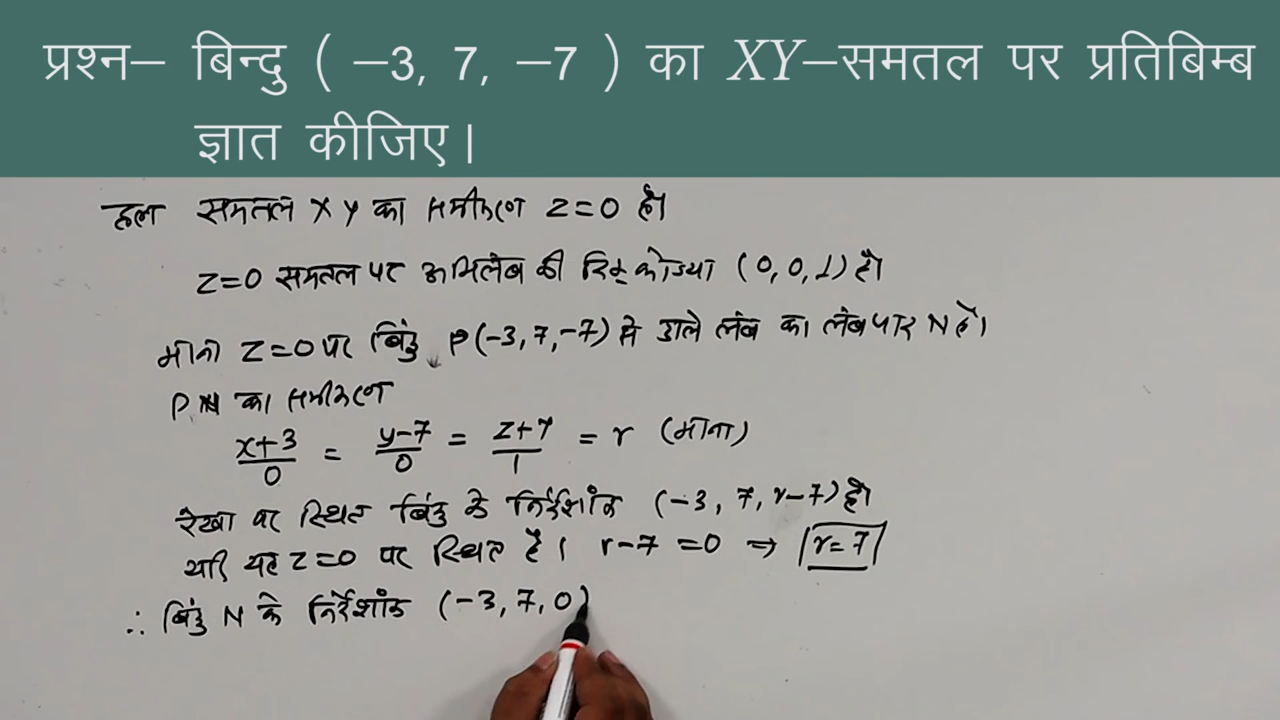 प्रश्न– बिन्दु ( –3, 7, –7 ) का XY–समतल पर प्रतिबिम्ब
ज्ञात कीजिए।
हल समतल X Y का समीकरण Z=0 है।
Z=0 समतल पर अभिलंब की दिक् कोज्या (0, 0, 1) है।
माना Z=0 पर बिंदु P(-3, 7, -7) से डाले लंब का लंबपाद N है।
PN का समीकरण
x+3/0 = y-7/0 = z+7/1 = r (माना)
रेखा पर स्थित बिंदु के निर्देशांक (-3, 7, r-7) है।
यदि यह Z=0 पर स्थित है। r-7 =0 ⇒ r=7
∴ बिंदु N के निर्देशांक (-3, 7, 0)